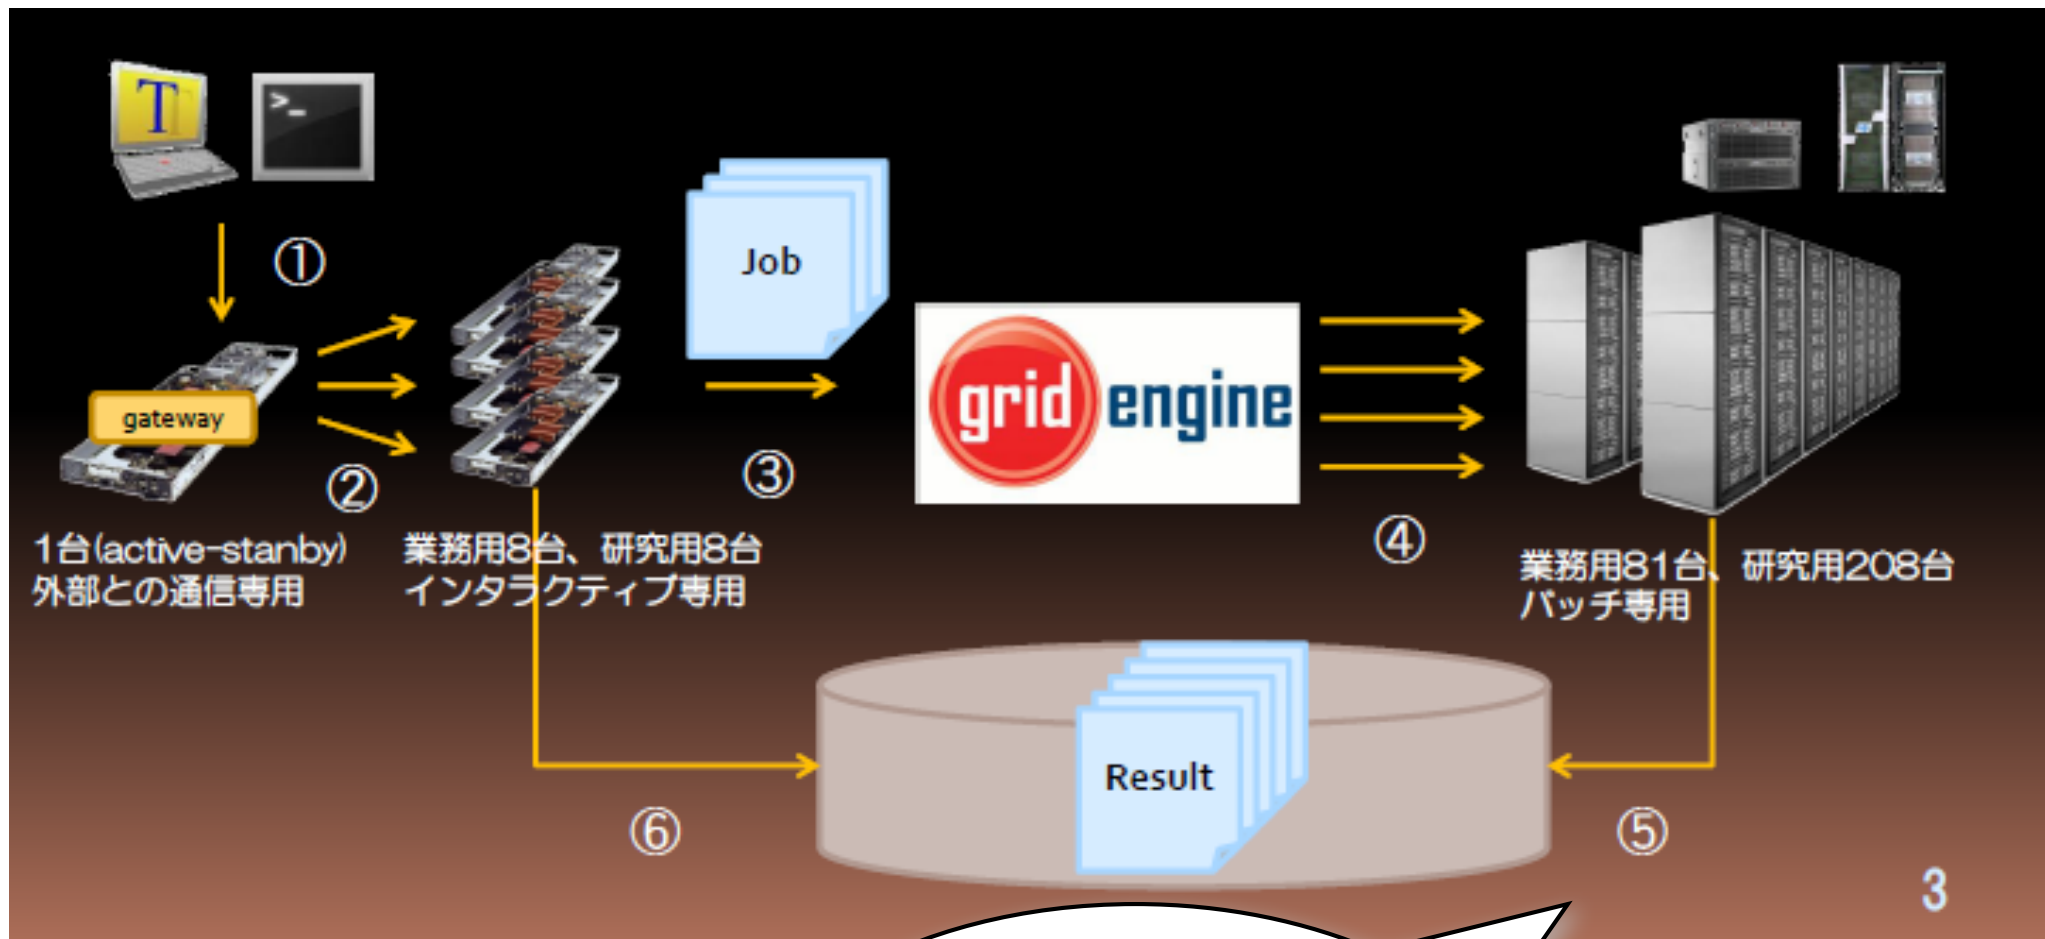 TT
>_
①
Job
grid engine
gateway
②
③
④
1台(active-stanby)
外部との通信専用
業務用8台、研究用8台
インタラクティブ専用
業務用81台、研究用208台
バッチ専用
Result
⑥
⑤
3